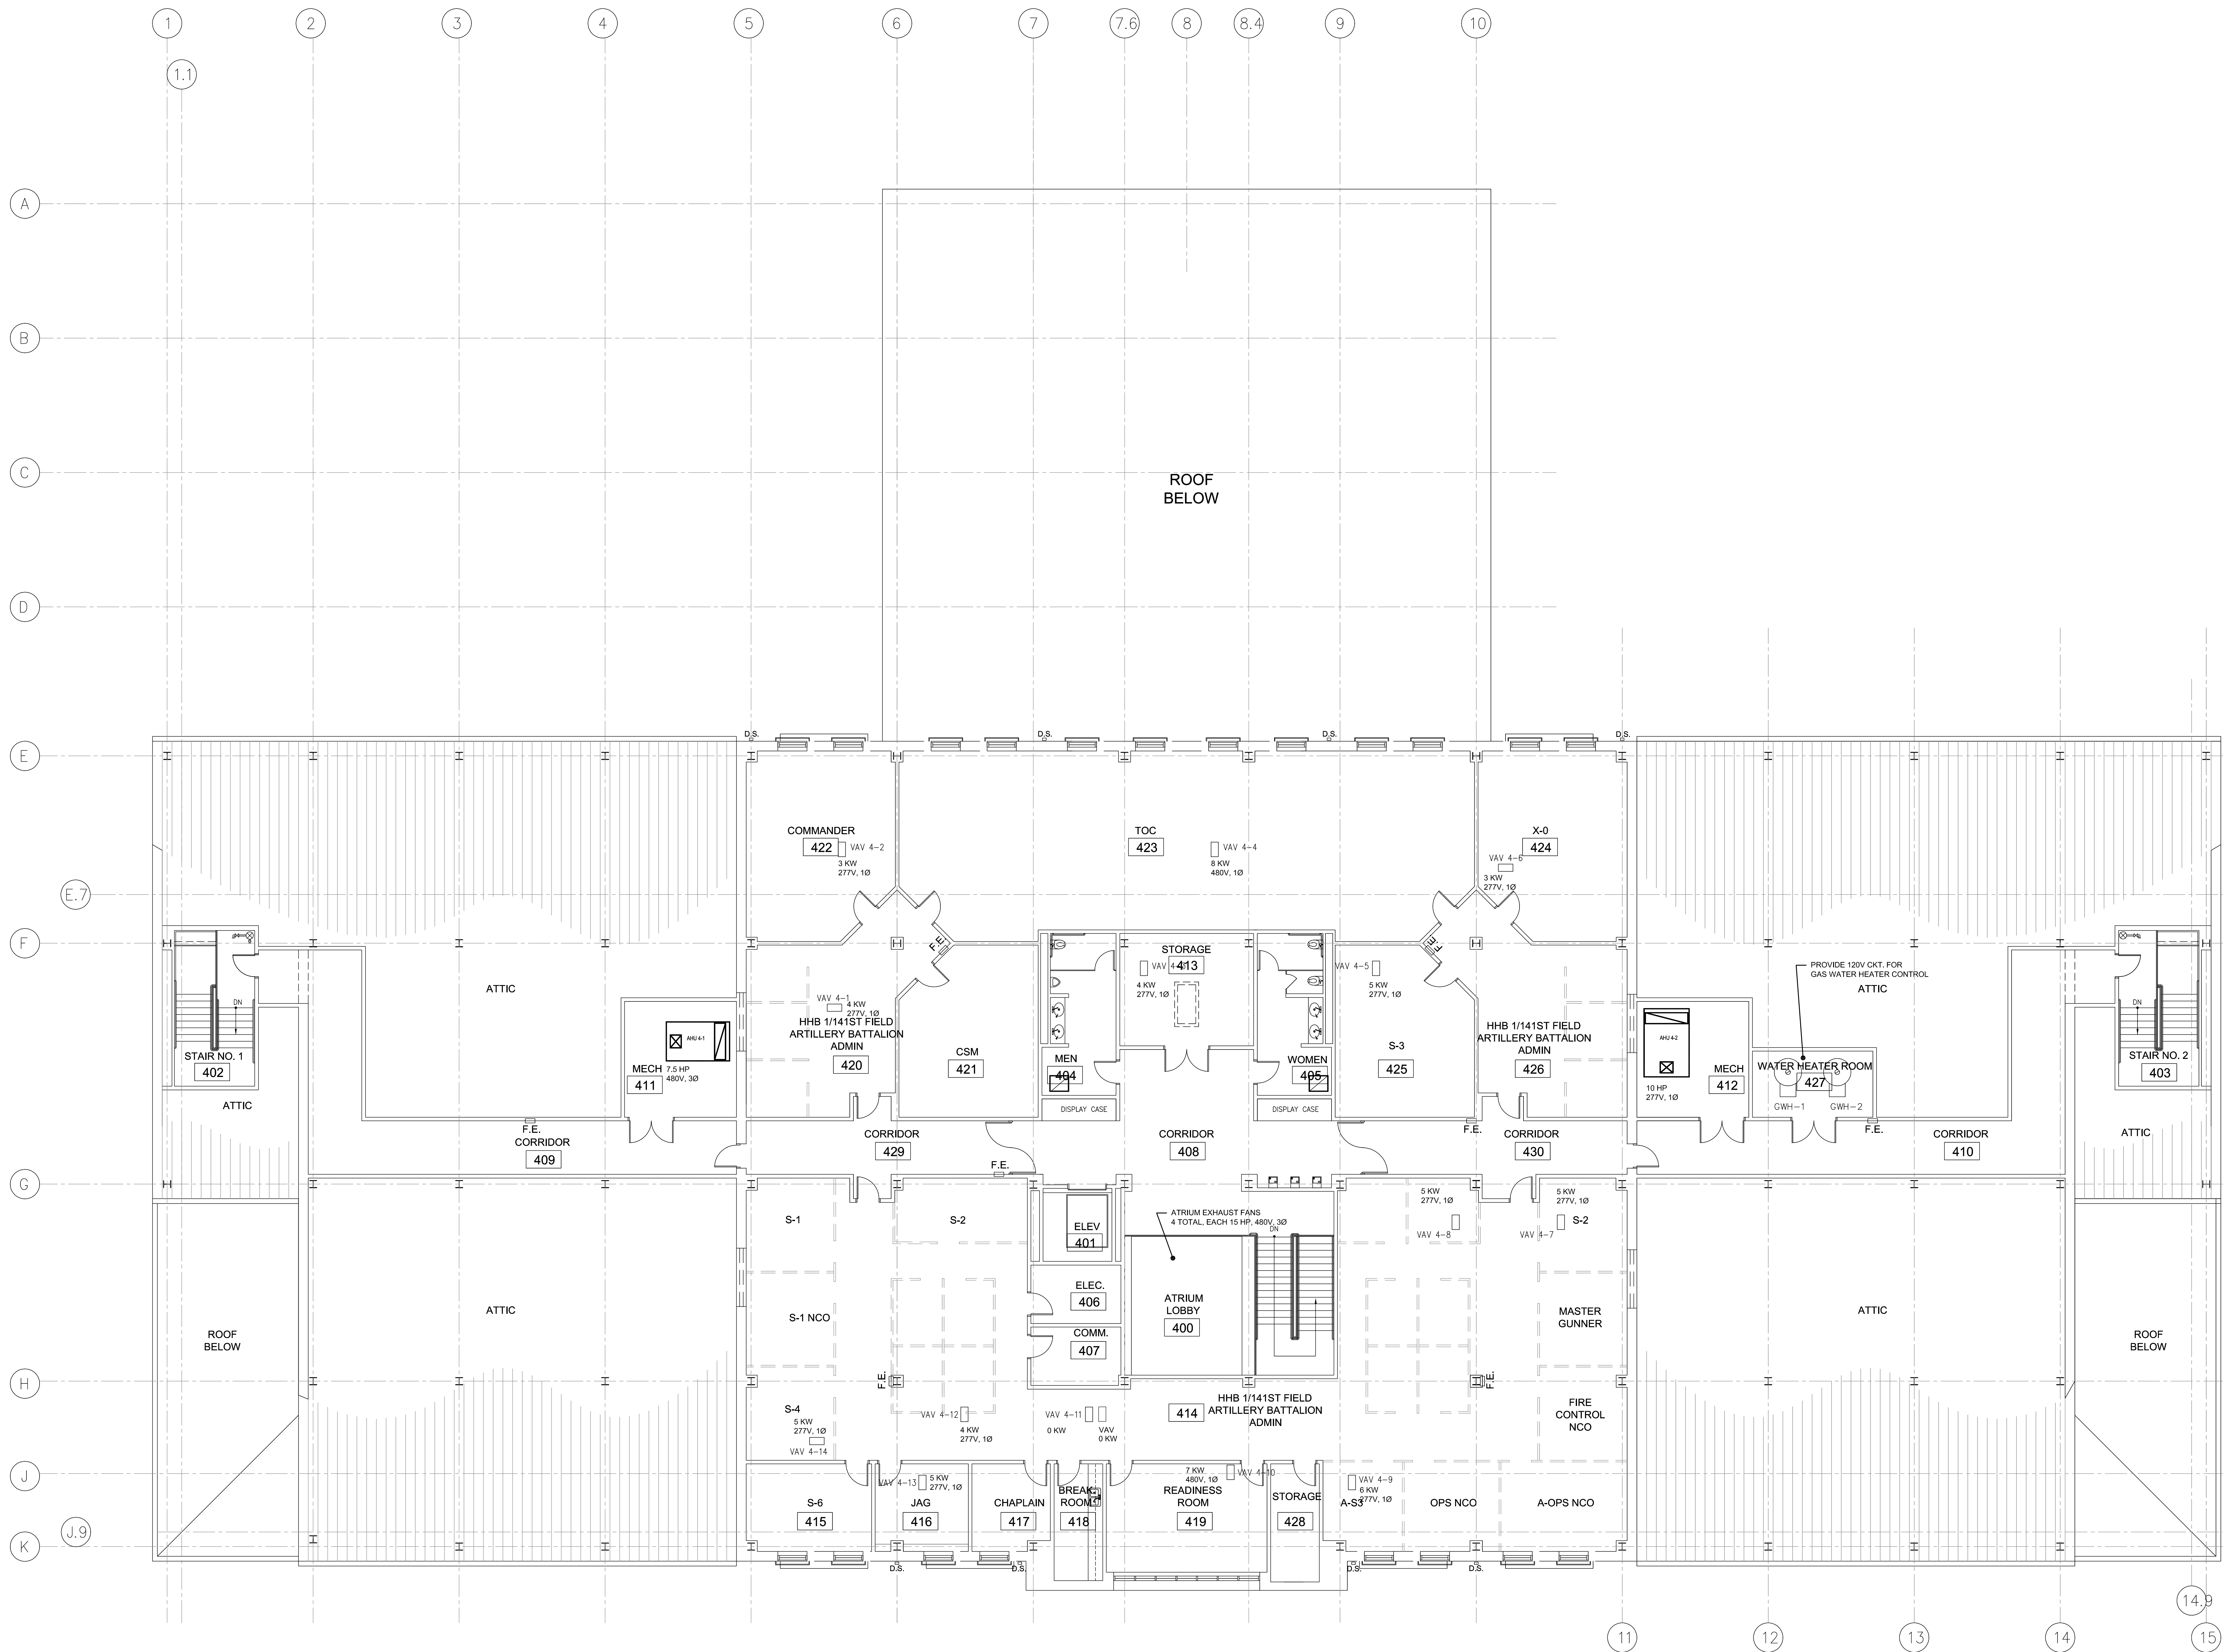 1
2
3
4
5
6
7
7.6
8
8.4
9
10
1.1
A
B
C
ROOF
BELOW
D
E
D.S.
D.S.
D.S.
D.S.
COMMANDER
422
VAV 4-2
3 KW
277V, 1Ø
TOC
423
VAV 4-4
8 KW
480V, 1Ø
X-0
424
VAV 4-6
3 KW
277V, 1Ø
E.7
F
F.E.
F.E.
STORAGE
413
4 KW
277V, 1Ø
VAV 4-5
5 KW
277V, 1Ø
PROVIDE 120V CKT. FOR
GAS WATER HEATER CONTROL
ATTIC
ATTIC
DN
STAIR NO. 1
402
ATTIC
VAV 4-1
4 KW
277V, 1Ø
HHB 1/141ST FIELD
ARTILLERY BATTALION
ADMIN
420
AHU 4-1
MECH
411
7.5 HP
480V, 3Ø
CSM
421
MEN
404
DISPLAY CASE
WOMEN
405
DISPLAY CASE
S-3
425
HHB 1/141ST FIELD
ARTILLERY BATTALION
ADMIN
426
AHU 4-2
10 HP
277V, 1Ø
MECH
412
WATER HEATER ROOM
427
GWH-1
GWH-2
DN
STAIR NO. 2
403
ATTIC
F.E.
CORRIDOR
409
CORRIDOR
429
F.E.
CORRIDOR
408
F.E.
CORRIDOR
430
F.E.
CORRIDOR
410
G
S-1
S-2
ELEV
401
ATRIUM EXHAUST FANS
4 TOTAL, EACH 15 HP, 480V, 3Ø
DN
5 KW
277V, 1Ø
VAV 4-8
5 KW
277V, 1Ø
VAV 4-7
S-2
ATTIC
S-1 NCO
ELEC.
406
COMM.
407
ATRIUM
LOBBY
400
MASTER
GUNNER
ATTIC
ROOF
BELOW
ROOF
BELOW
H
F.E.
F.E.
S-4
5 KW
277V, 1Ø
VAV 4-14
VAV 4-12
4 KW
277V, 1Ø
VAV 4-11
0 KW
VAV
0 KW
414
HHB 1/141ST FIELD
ARTILLERY BATTALION
ADMIN
FIRE
CONTROL
NCO
J
VAV 4-13
5 KW
277V, 1Ø
7 KW
480V, 1Ø
VAV 4-10
VAV 4-9
6 KW
277V, 1Ø
S-6
415
JAG
416
CHAPLAIN
417
BREAK
ROOM
418
READINESS
ROOM
419
STORAGE
428
A-S3
OPS NCO
A-OPS NCO
J.9
K
D.S.
D.S.
D.S.
D.S.
14.9
11
12
13
14
15